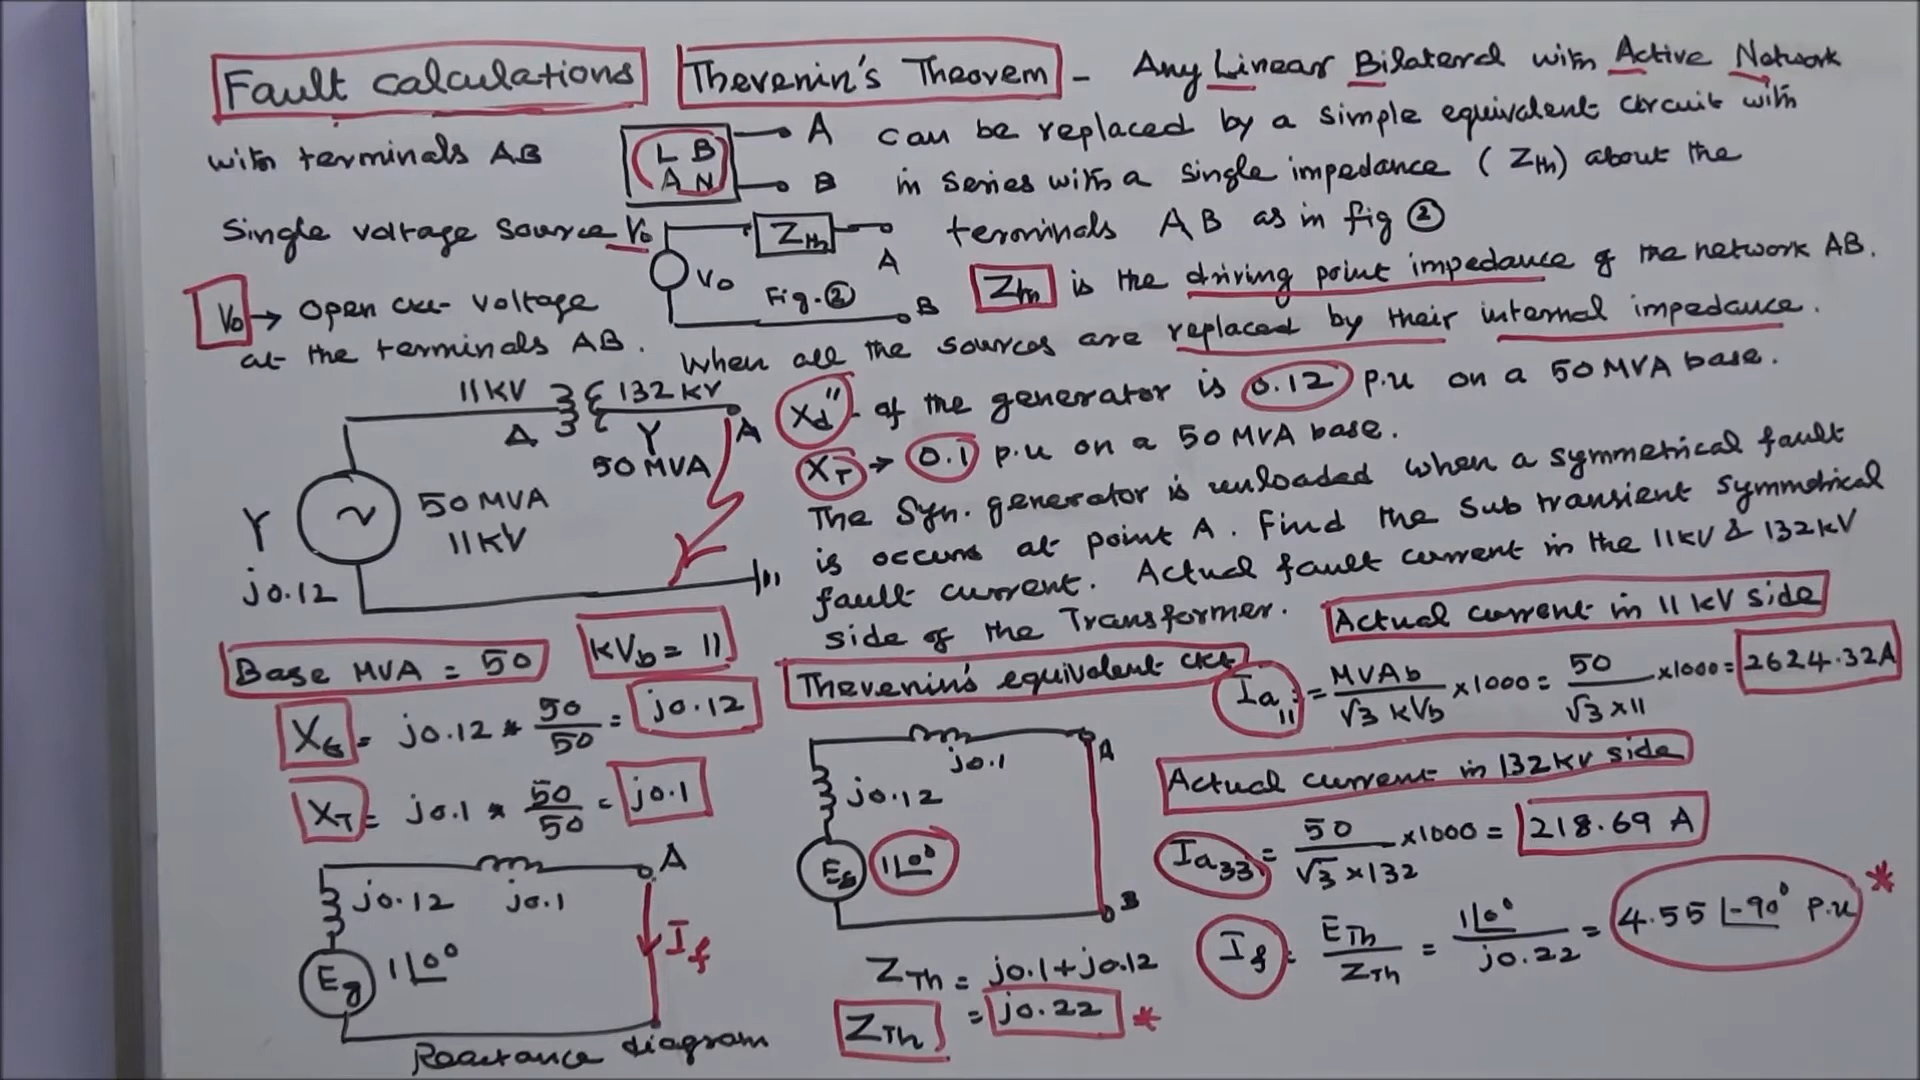 Fault calculations Thevenin's Theorem - Any Linear Bilateral with Active Network
with terminals AB L B A N A B can be replaced by a simple equivalent circuit with
in series with a single impedance (ZTh) about the
Single voltage source V0 ZTh A terminals AB as in fig ②
V0 Fig.② B
ZTh is the driving point impedance of the network AB.
V0 → Open ckt voltage
at the terminals AB. When all the sources are replaced by their internal impedance.
11KV 132 KV
Δ Y A
50 MVA
Y 50 MVA
11KV
j0.12
Xd'' - of the generator is 0.12 p.u on a 50 MVA base.
XT → 0.1 p.u on a 50 MVA base.
The Syn. generator is unloaded when a symmetrical fault
is occurs at point A. Find the sub transient symmetrical
fault current. Actual fault current in the 11KV & 132KV
side of the Transformer.
Base MVA = 50 KVb = 11
XG = j0.12 * 50/50 = j0.12
XT = j0.1 * 50/50 = j0.1
j0.12 j0.1 A
Eg 1∠0° If
Reactance diagram
Thevenin's equivalent ckt
j0.1 A
j0.12
Eg 1∠0°
B
ZTh = j0.1+j0.12
ZTh = j0.22 *
Actual current in 11 KV side
Ia11 = MVAb/√3 KVb ×1000 = 50/√3×11 ×1000 = 2624.32A
Actual current in 132KV side
Ia33 = 50/√3×132 ×1000 = 218.69 A
If = ETh/ZTh = 1∠0°/j0.22 = 4.55 ∠-90° p.u *